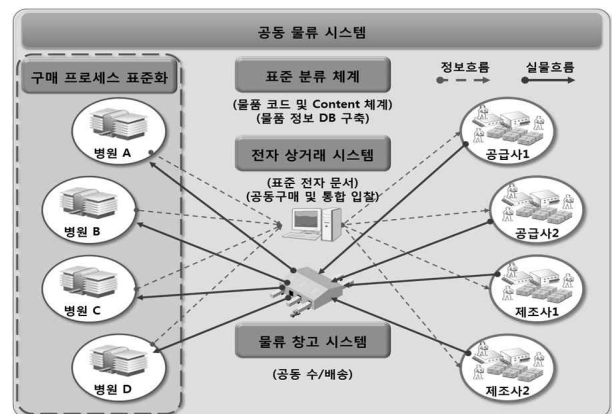 공동 물류 시스템
구매 프로세스 표준화
표준 분류 체계
정보흐름
실물흐름
(물품 코드 및 Content 체계)
(물품 정보 DB 구축)
병원 A
공급사1
전자 상거래 시스템
(표준 전자 문서)
(공동구매 및 통합 입찰)
병원 B
공급사2
병원 C
제조사1
물류 창고 시스템
(공동 수/배송)
병원 D
제조사2